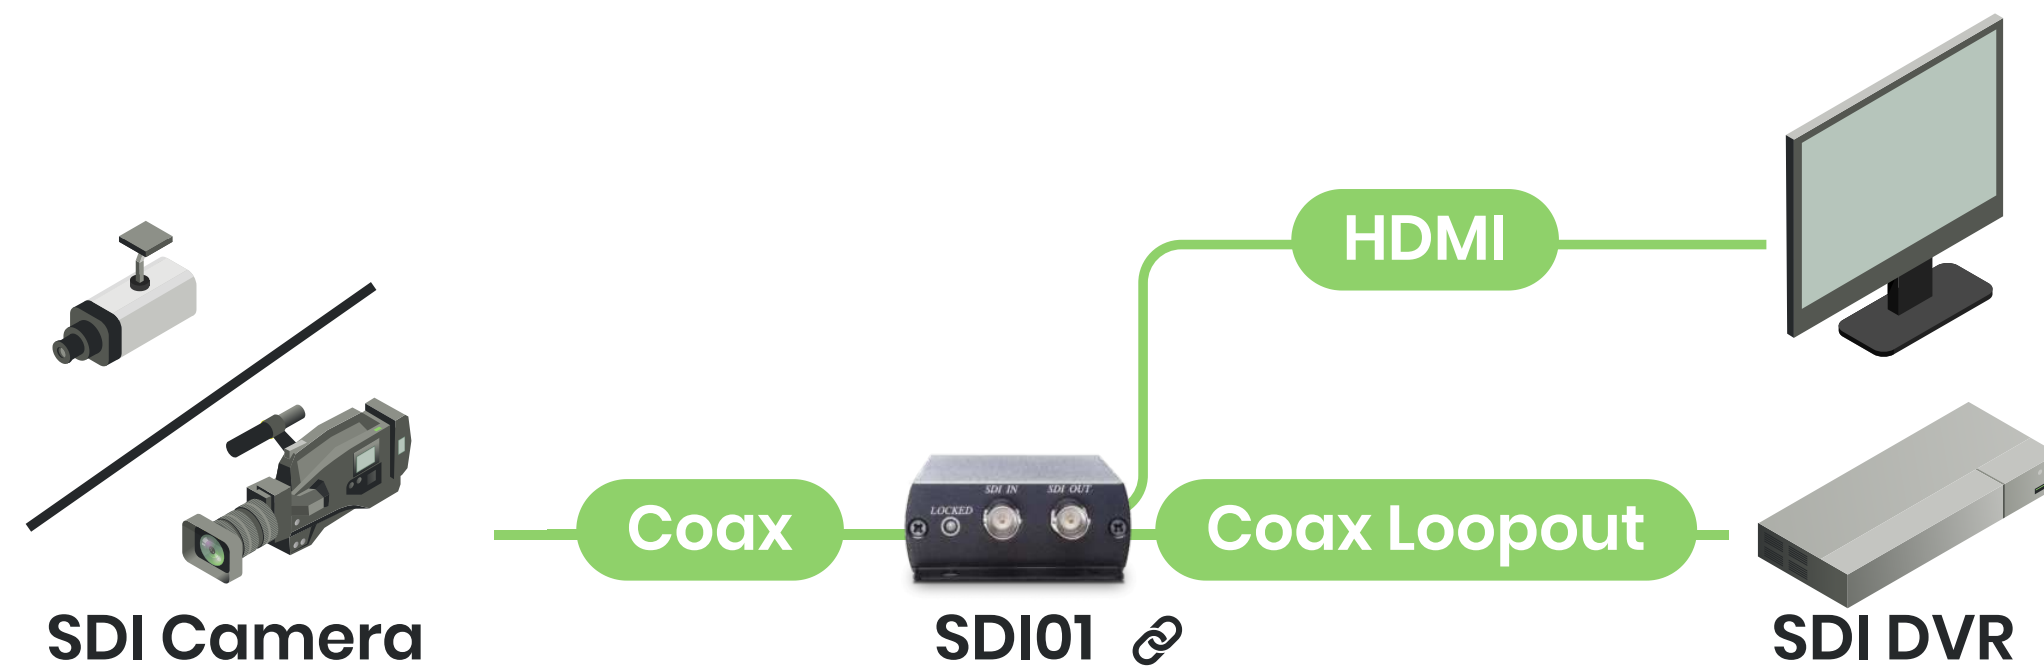 HDMI
SDI IN
SDI OUT
LOCKED
Coax
Coax Loopout
SDI Camera
SDI01
SDI DVR